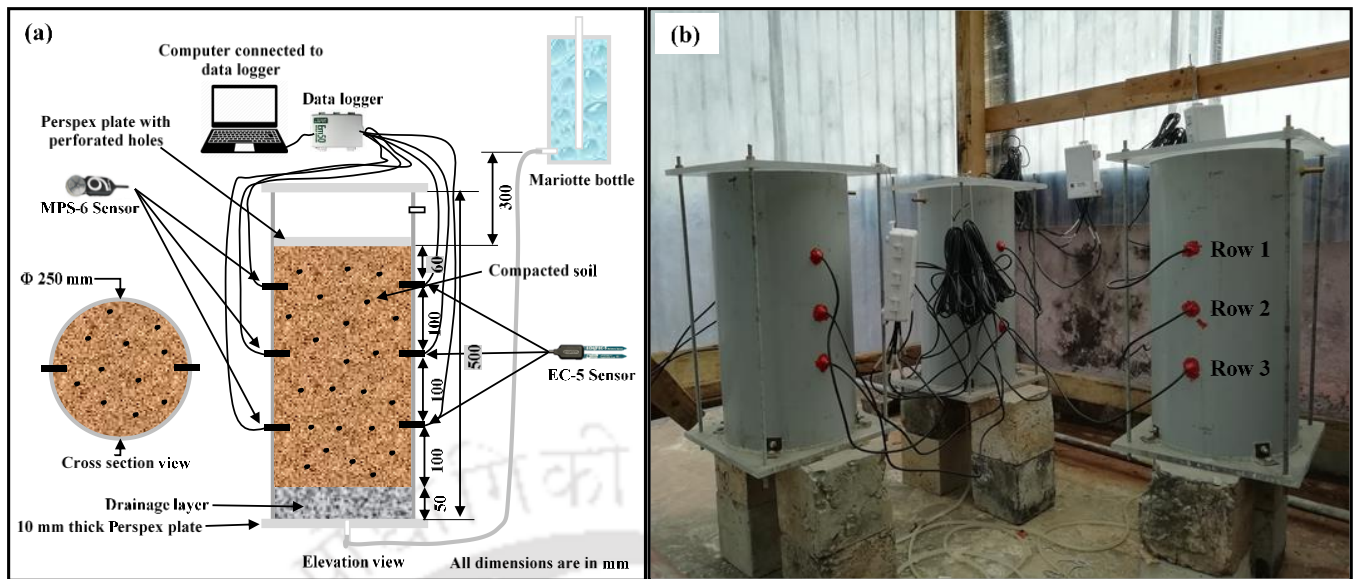 (a)
Computer connected to
data logger
Data logger
Perspex plate with
perforated holes
MPS-6 Sensor
Mariotte bottle
300
60
Compacted soil
Φ 250 mm
100
500
EC-5 Sensor
100
100
Cross section view
Drainage layer
50
10 mm thick Perspex plate
Elevation view
All dimensions are in mm
(b)
Row 1
Row 2
Row 3